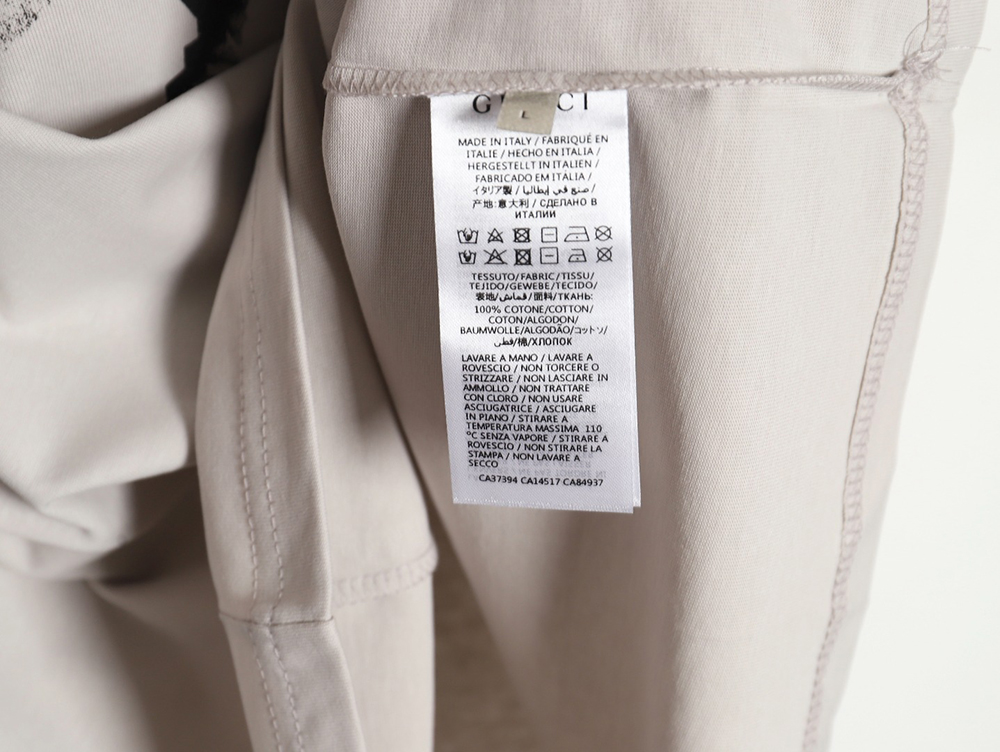 G CI
L
MADE IN ITALY / FABRIQUÉ EN
ITALIE / HECHO EN ITALIA /
HERGESTELLT IN ITALIEN /
FABRICADO EM ITÁLIA /
イタリア製 / صنع في إيطاليا /
产地:意大利 / СДЕЛАНО В
ИТАЛИИ
TESSUTO/FABRIC/TISSU/
TEJIDO/GEWEBE/TECIDO/
表地/قماش/面料/ТКАНЬ:
100% COTONE/COTTON/
COTON/ALGODON/
BAUMWOLLE/ALGODÃO/コットン/
قطن/棉/ХЛОПОК
LAVARE A MANO / LAVARE A
ROVESCIO / NON TORCERE O
STRIZZARE / NON LASCIARE IN
AMMOLLO / NON TRATTARE
CON CLORO / NON USARE
ASCIUGATRICE / ASCIUGARE
IN PIANO / STIRARE A
TEMPERATURA MASSIMA 110
°C SENZA VAPORE / STIRARE A
ROVESCIO / NON STIRARE LA
STAMPA / NON LAVARE A
SECCO
CA37394 CA14517 CA84937